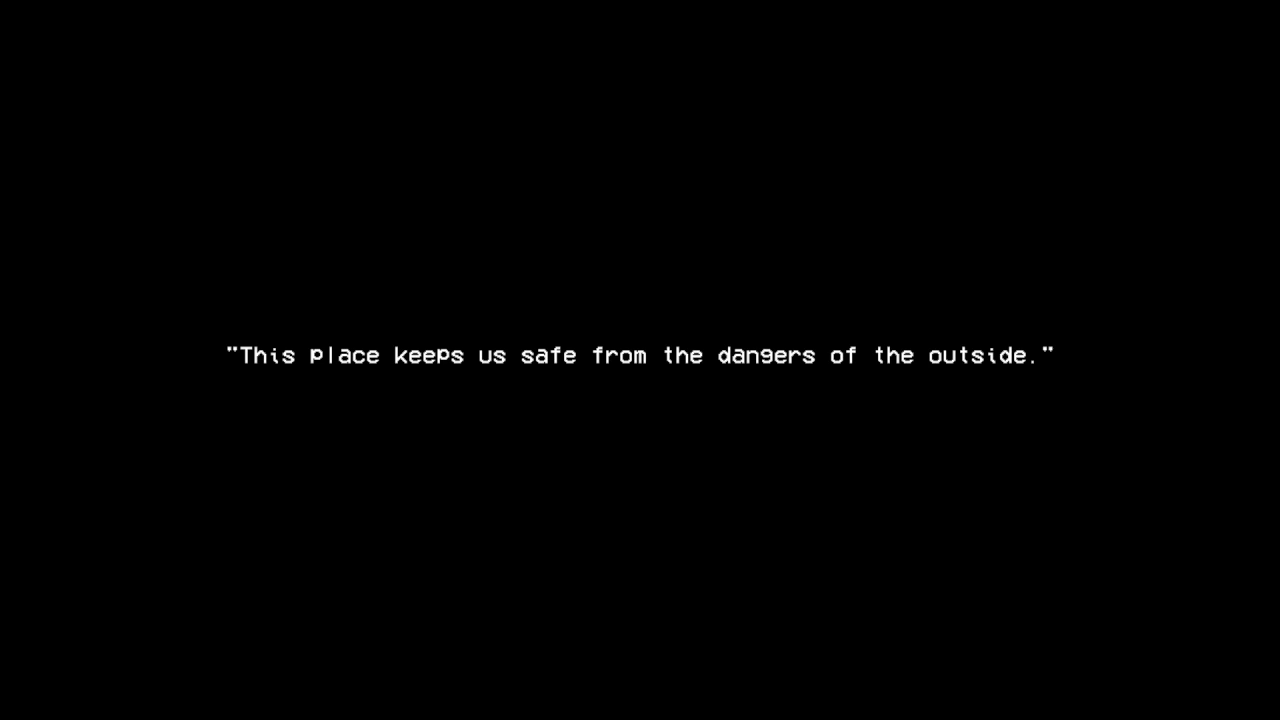 "This place keeps us safe from the dangers of the outside."